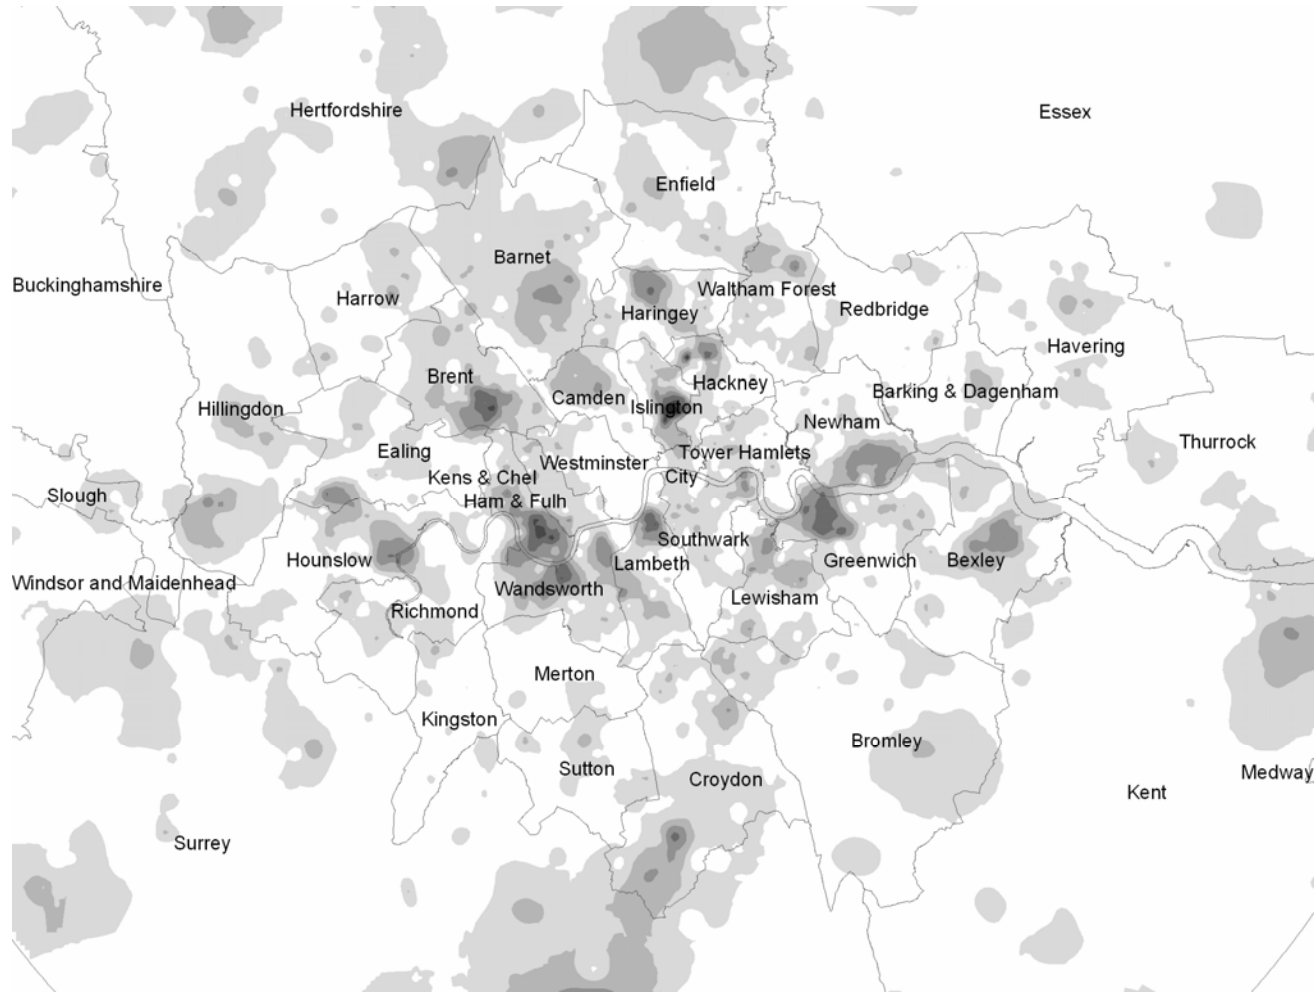 Hertfordshire
Essex
Enfield
Barnet
Buckinghamshire
Harrow
Waltham Forest
Haringey
Redbridge
Havering
Brent
Hackney
Camden
Islington
Barking & Dagenham
Hillingdon
Newham
Thurrock
Ealing
Tower Hamlets
Westminster
Kens & Chel
City
Slough
Ham & Fulh
Southwark
Hounslow
Lambeth
Greenwich
Bexley
Windsor and Maidenhead
Wandsworth
Lewisham
Richmond
Merton
Kingston
Bromley
Sutton
Croydon
Medway
Kent
Surrey